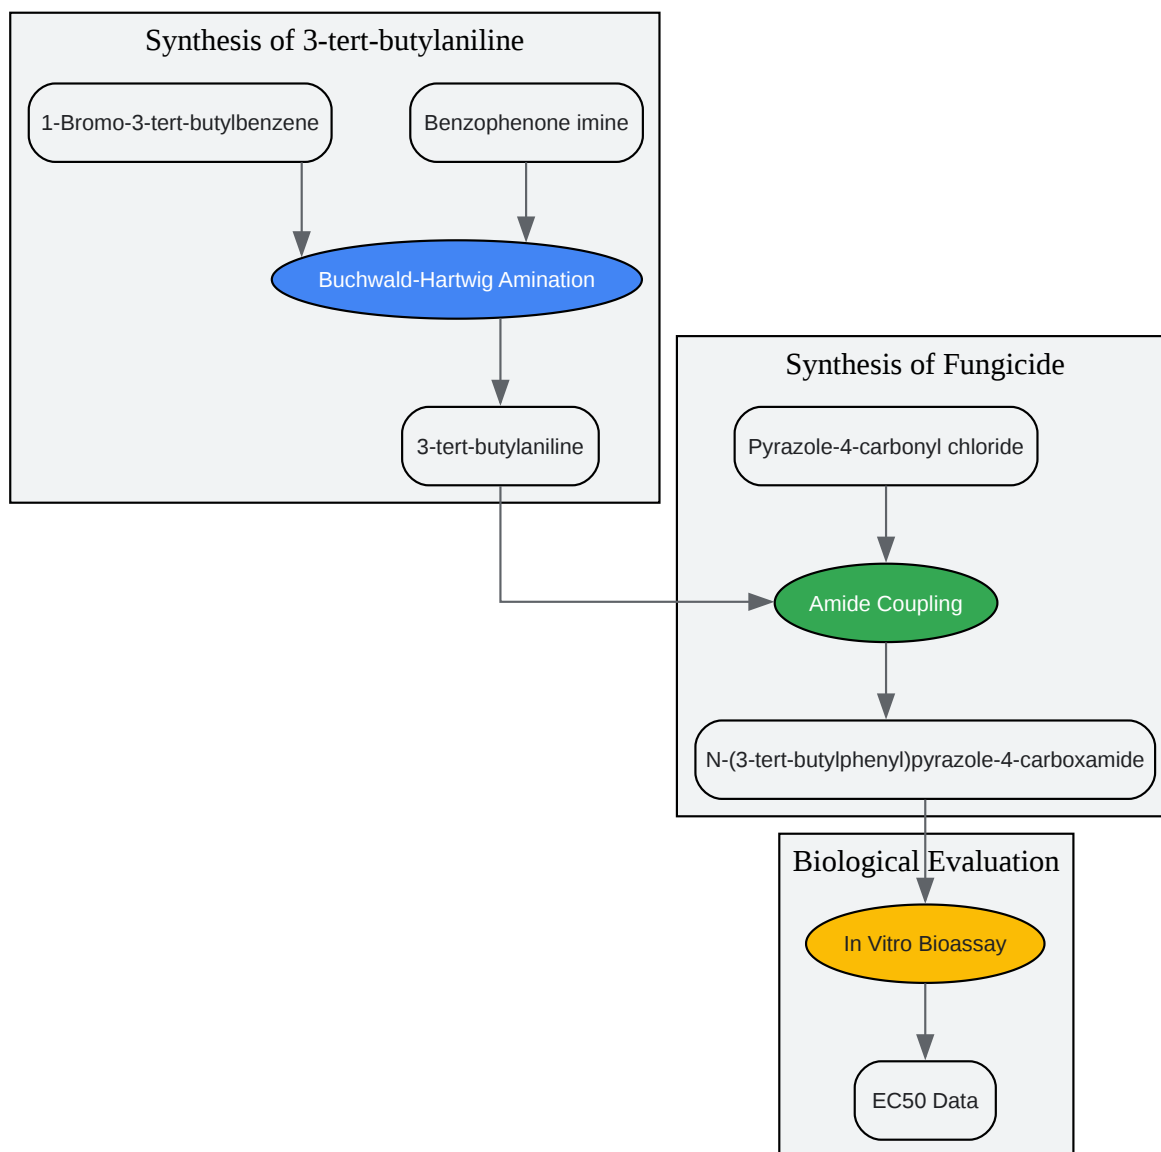 Synthesis of 3-tert-butylaniline
1-Bromo-3-tert-butylbenzene
Benzophenone imine
Buchwald-Hartwig Amination
3-tert-butylaniline
Synthesis of Fungicide
Pyrazole-4-carbonyl chloride
Amide Coupling
N-(3-tert-butylphenyl)pyrazole-4-carboxamide
Biological Evaluation
In Vitro Bioassay
EC50 Data